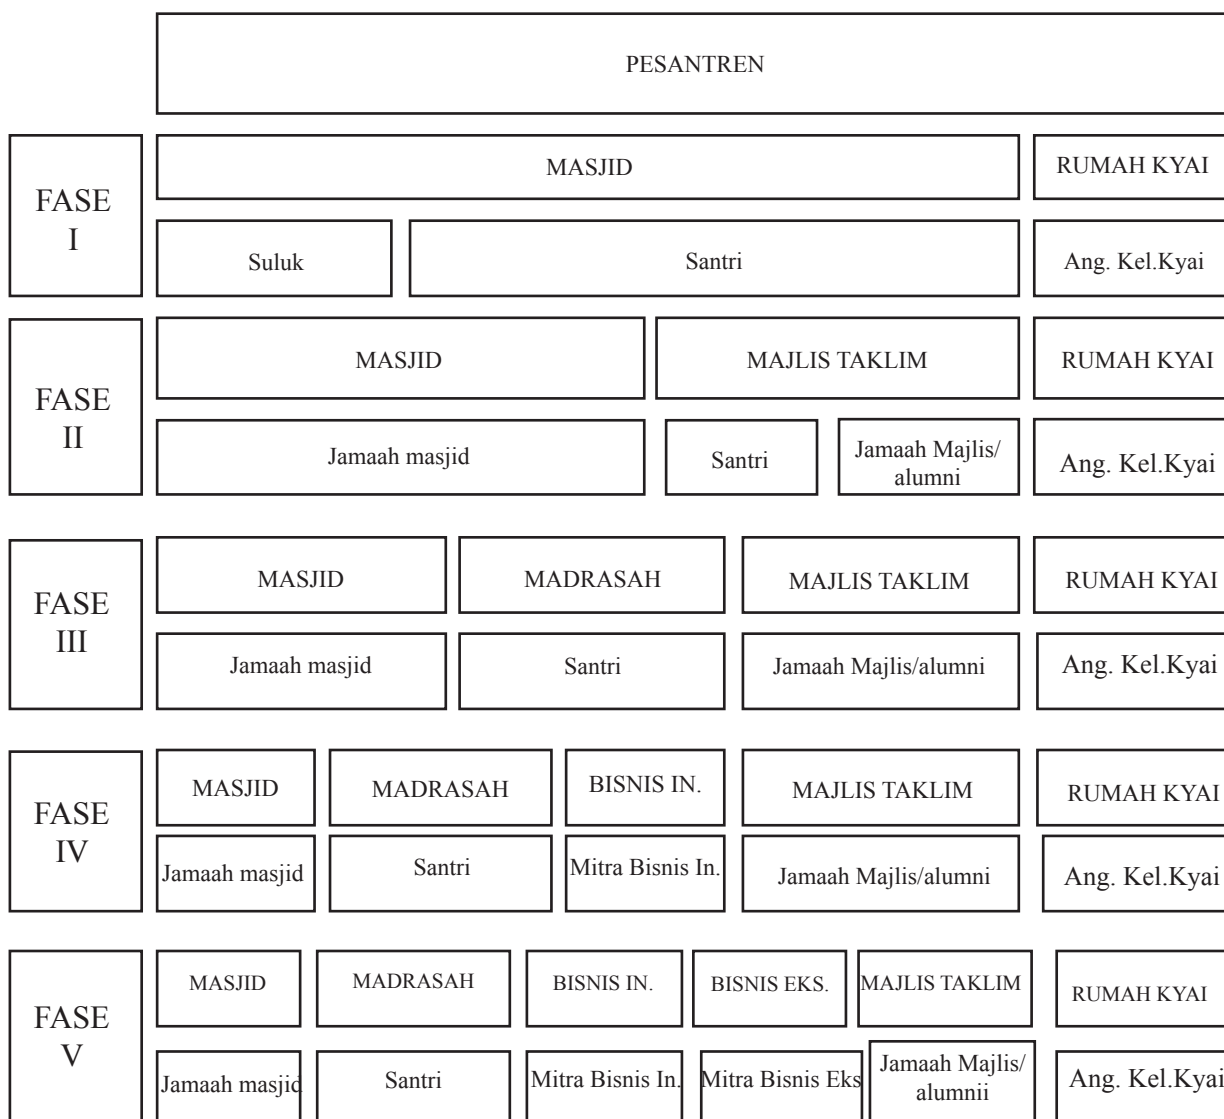 PESANTREN
FASE
I
MASJID
RUMAH KYAI
Suluk
Santri
Ang. Kel.Kyai
FASE
II
MASJID
MAJLIS TAKLIM
RUMAH KYAI
Jamaah masjid
Santri
Jamaah Majlis/
alumni
Ang. Kel.Kyai
FASE
III
MASJID
MADRASAH
MAJLIS TAKLIM
RUMAH KYAI
Jamaah masjid
Santri
Jamaah Majlis/alumni
Ang. Kel.Kyai
FASE
IV
MASJID
MADRASAH
BISNIS IN.
MAJLIS TAKLIM
RUMAH KYAI
Jamaah masjid
Santri
Mitra Bisnis In.
Jamaah Majlis/alumni
Ang. Kel.Kyai
FASE
V
MASJID
MADRASAH
BISNIS IN.
BISNIS EKS.
MAJLIS TAKLIM
RUMAH KYAI
Jamaah masjid
Santri
Mitra Bisnis In.
Mitra Bisnis Eks
Jamaah Majlis/
alumnii
Ang. Kel.Kyai